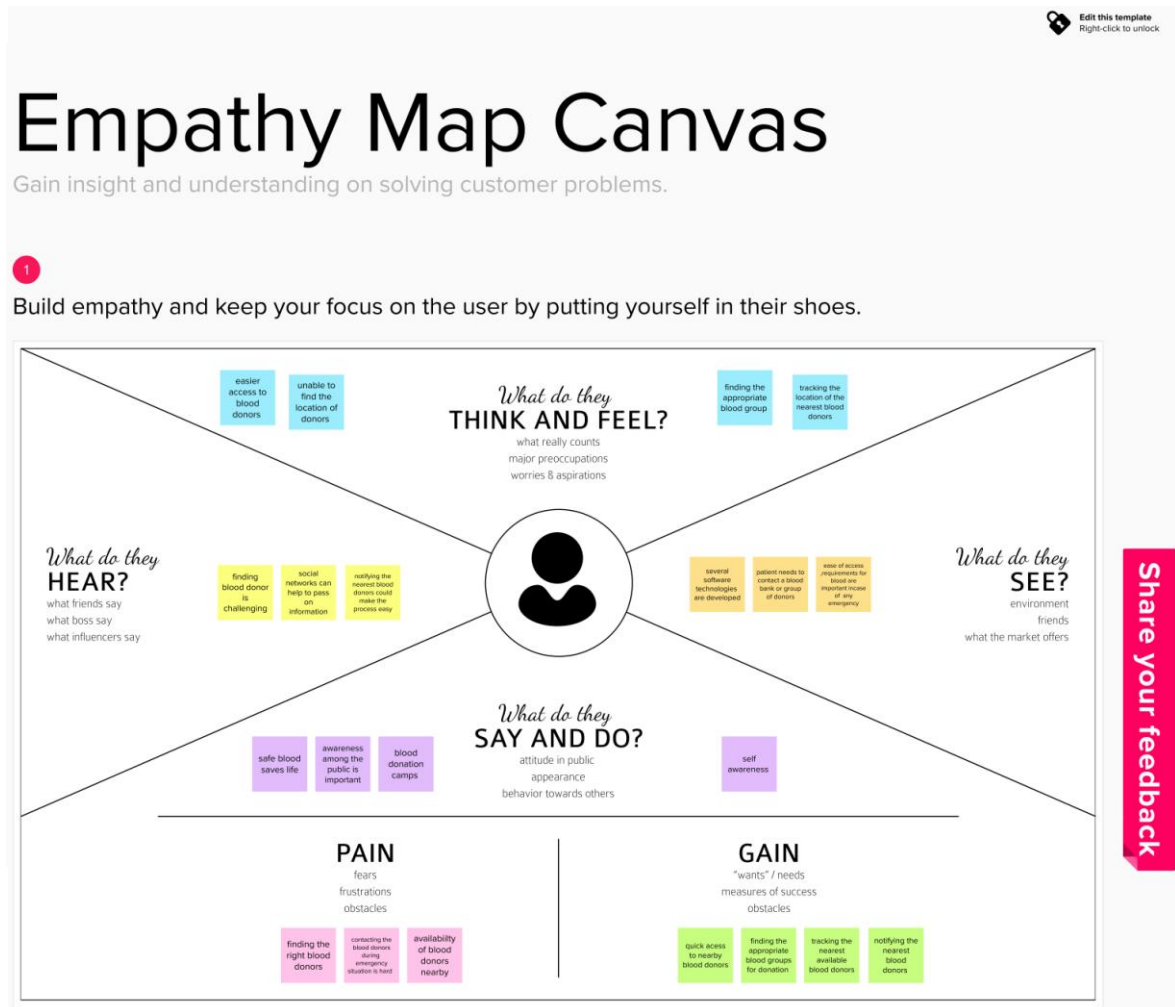 Edit this template
Right-click to unlock
Empathy Map Canvas
Gain insight and understanding on solving customer problems.
1
Build empathy and keep your focus on the user by putting yourself in their shoes.
easier
access to
blood
donors
unable to
find the
location of
donors
What do they
THINK AND FEEL?
what really counts
major preoccupations
worries & aspirations
finding the
appropriate
blood group
tracking the
location of the
nearest blood
donors
What do they
HEAR?
what friends say
what boss say
what influencers say
finding
blood donor
is
challenging
social
networks can
help to pass
on
information
notifying the
nearest blood
donors could
make the
process easy
several
software
technologies
are developed
patient needs to
contact a blood
bank or group
of donors
ease of access
,requirements for
blood are
important incase
of any
emergency
What do they
SEE?
environment
friends
what the market offers
What do they
SAY AND DO?
attitude in public
appearance
behavior towards others
safe blood
saves life
awareness
among the
public is
important
blood
donation
camps
self
awareness
PAIN
fears
frustrations
obstacles
finding the
right blood
donors
contacting the
blood donors
during
emergency
situation is hard
availabilty
of blood
donors
nearby
GAIN
"wants" / needs
measures of success
obstacles
quick acess
to nearby
blood donors
finding the
appropriate
blood groups
for donation
tracking the
nearest
available
blood donors
notifying the
nearest
blood
donors
Share your feedback